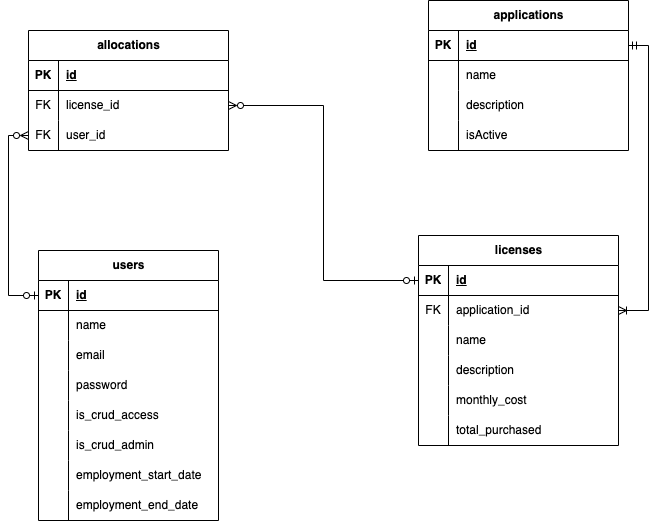 allocations
PK id
FK license_id
FK user_id
applications
PK id
name
description
isActive
users
PK id
name
email
password
is_crud_access
is_crud_admin
employment_start_date
employment_end_date
licenses
PK id
FK application_id
name
description
monthly_cost
total_purchased